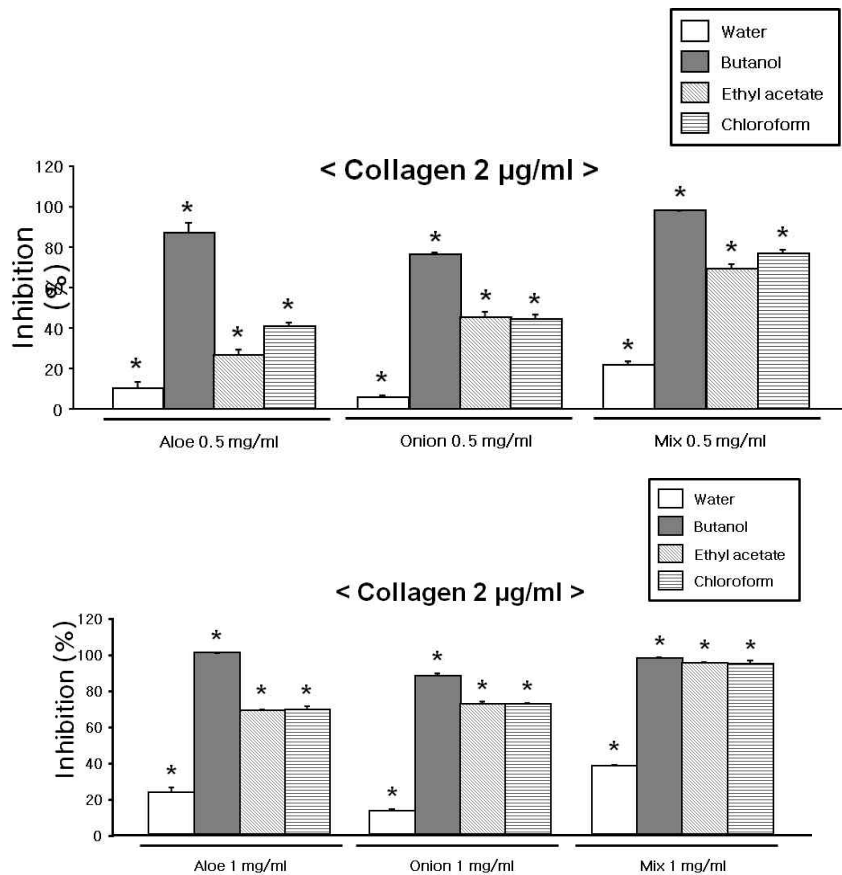 Water
Butanol
Ethyl acetate
Chloroform
< Collagen 2 µg/ml >
Inhibition
(%)
120
100
80
60
40
20
0
*
*
*
*
*
*
*
*
*
*
*
*
Aloe 0.5 mg/ml
Onion 0.5 mg/ml
Mix 0.5 mg/ml
Water
Butanol
Ethyl acetate
Chloroform
< Collagen 2 µg/ml >
Inhibition (%)
120
100
80
60
40
20
0
*
*
*
*
*
*
*
*
*
*
*
*
Aloe 1 mg/ml
Onion 1 mg/ml
Mix 1 mg/ml